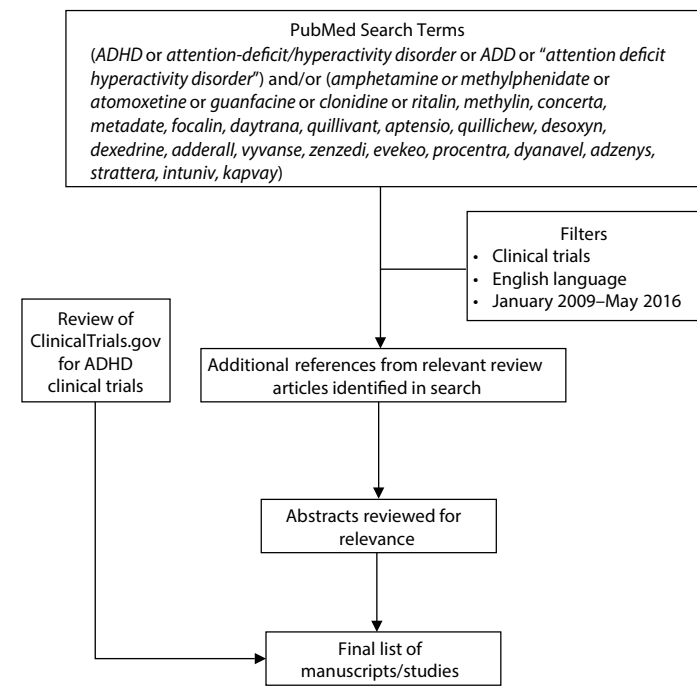 PubMed Search Terms
(ADHD or attention-deficit/hyperactivity disorder or ADD or “attention deficit
hyperactivity disorder”) and/or (amphetamine or methylphenidate or
atomoxetine or guanfacine or clonidine or ritalin, methylin, concerta,
metadate, focalin, daytrana, quillivant, aptensio, quillichew, desoxyn,
dexedrine, adderall, vyvanse, zenzedi, evekeo, procentra, dyanavel, adzenys,
strattera, intuniv, kapvay)
Filters
• Clinical trials
• English language
• January 2009–May 2016
Review of
ClinicalTrials.gov
for ADHD
clinical trials
Additional references from relevant review
articles identified in search
Abstracts reviewed for
relevance
Final list of
manuscripts/studies